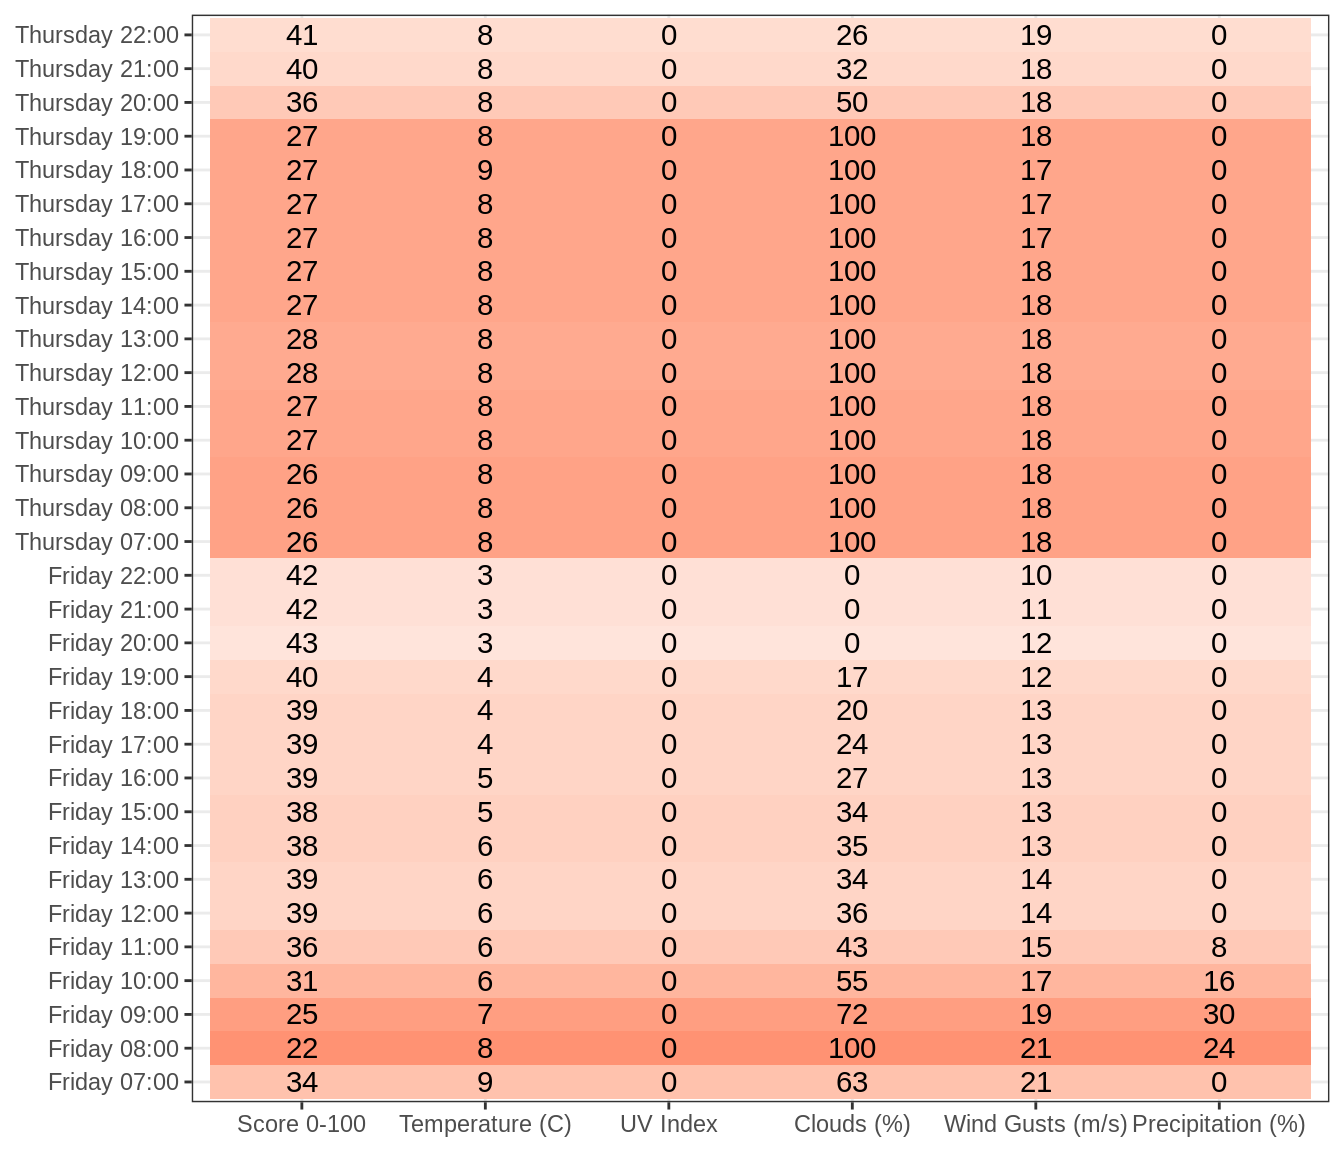 Thursday 22:00 41 8 0 26 19 0
Thursday 21:00 40 8 0 32 18 0
Thursday 20:00 36 8 0 50 18 0
Thursday 19:00 27 8 0 100 18 0
Thursday 18:00 27 9 0 100 17 0
Thursday 17:00 27 8 0 100 17 0
Thursday 16:00 27 8 0 100 17 0
Thursday 15:00 27 8 0 100 18 0
Thursday 14:00 27 8 0 100 18 0
Thursday 13:00 28 8 0 100 18 0
Thursday 12:00 28 8 0 100 18 0
Thursday 11:00 27 8 0 100 18 0
Thursday 10:00 27 8 0 100 18 0
Thursday 09:00 26 8 0 100 18 0
Thursday 08:00 26 8 0 100 18 0
Thursday 07:00 26 8 0 100 18 0
Friday 22:00 42 3 0 0 10 0
Friday 21:00 42 3 0 0 11 0
Friday 20:00 43 3 0 0 12 0
Friday 19:00 40 4 0 17 12 0
Friday 18:00 39 4 0 20 13 0
Friday 17:00 39 4 0 24 13 0
Friday 16:00 39 5 0 27 13 0
Friday 15:00 38 5 0 34 13 0
Friday 14:00 38 6 0 35 13 0
Friday 13:00 39 6 0 34 14 0
Friday 12:00 39 6 0 36 14 0
Friday 11:00 36 6 0 43 15 8
Friday 10:00 31 6 0 55 17 16
Friday 09:00 25 7 0 72 19 30
Friday 08:00 22 8 0 100 21 24
Friday 07:00 34 9 0 63 21 0
Score 0-100 Temperature (C) UV Index Clouds (%) Wind Gusts (m/s) Precipitation (%)